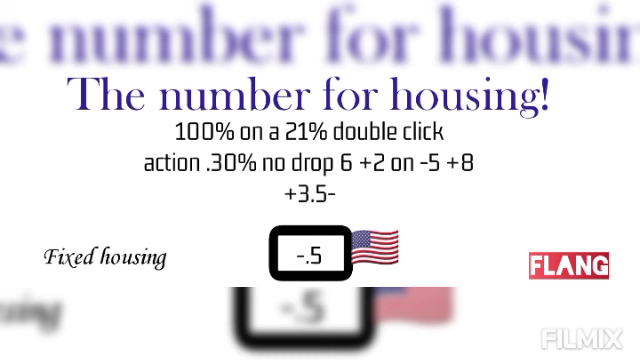 The number for housing!
100% on a 21% double click
action .30% no drop 6 +2 on -5 +8
+3.5-
Fixed housing
-.5
FLANG
FILMIX